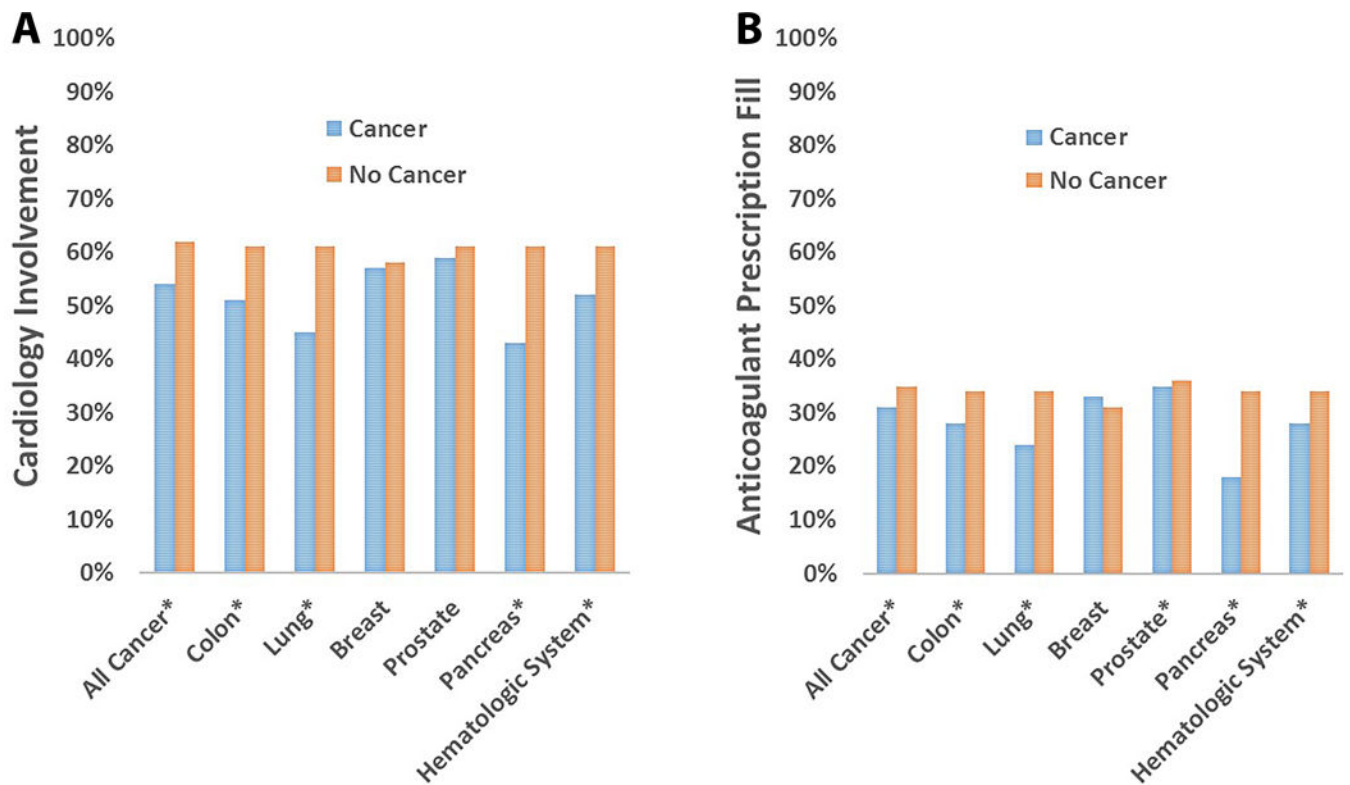 A
Cardiology Involvement
100%
90%
80%
70%
60%
50%
40%
30%
20%
10%
0%
Cancer
No Cancer
All Cancer*
Colon*
Lung*
Breast
Prostate
Pancreas*
Hematologic System*
B
Anticoagulant Prescription Fill
100%
90%
80%
70%
60%
50%
40%
30%
20%
10%
0%
Cancer
No Cancer
All Cancer*
Colon*
Lung*
Breast
Prostate*
Pancreas*
Hematologic System*